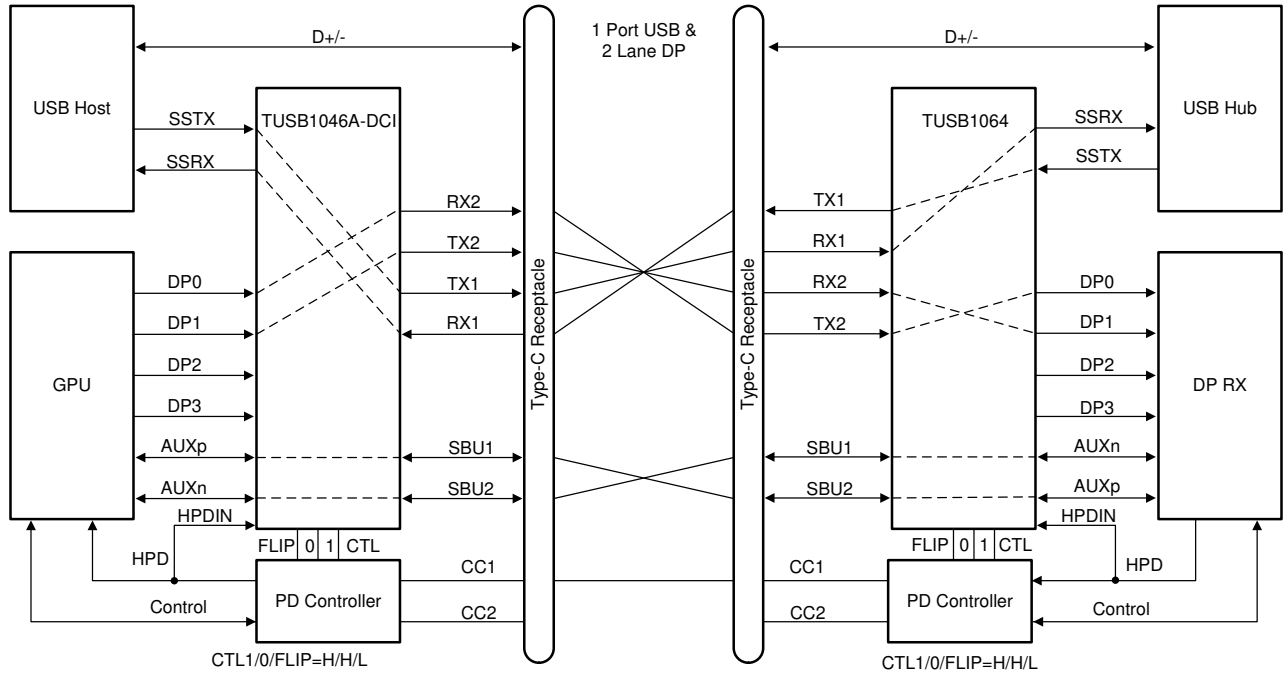 D+/-
1 Port USB &
2 Lane DP
D+/-
USB Host
SSTX
SSRX
TUSB1046A-DCI
RX2
TX2
TX1
RX1
Type-C Receptacle
Type-C Receptacle
TX1
RX1
RX2
TX2
TUSB1064
SSRX
SSTX
USB Hub
GPU
DP0
DP1
DP2
DP3
AUXp
AUXn
HPDIN
SBU1
SBU2
SBU1
SBU2
DP0
DP1
DP2
DP3
AUXn
AUXp
HPDIN
DP RX
FLIP 0 1 CTL
HPD
Control
PD Controller
CC1
CC2
CTL1/0/FLIP=H/H/L
FLIP 0 1 CTL
CC1
CC2
PD Controller
HPD
Control
CTL1/0/FLIP=H/H/L